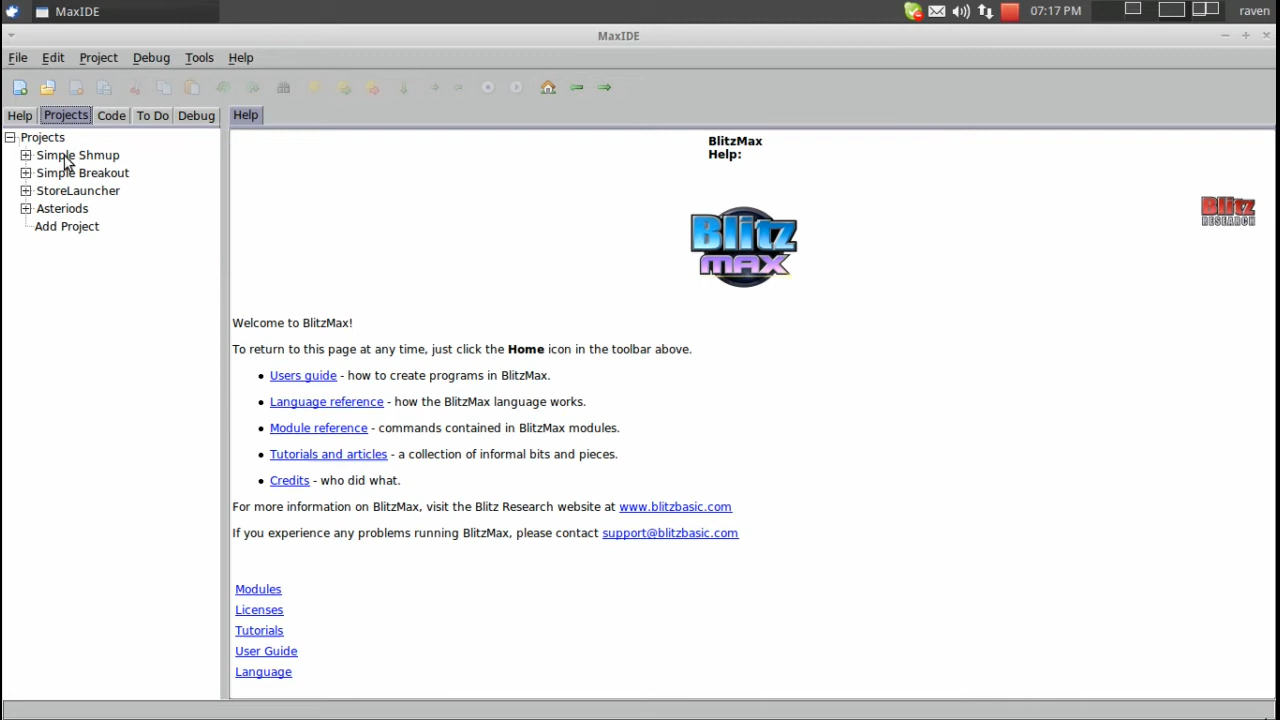 MaxIDE
07:17 PM
raven
MaxIDE
File Edit Project Debug Tools Help
Help Projects Code To Do Debug
Help
Projects
Simple Shmup
Simple Breakout
StoreLauncher
Asteriods
Add Project
BlitzMax
Help:
Blitz
MAX
Blitz
RESEARCH
Welcome to BlitzMax!
To return to this page at any time, just click the Home icon in the toolbar above.
Users guide - how to create programs in BlitzMax.
Language reference - how the BlitzMax language works.
Module reference - commands contained in BlitzMax modules.
Tutorials and articles - a collection of informal bits and pieces.
Credits - who did what.
For more information on BlitzMax, visit the Blitz Research website at www.blitzbasic.com
If you experience any problems running BlitzMax, please contact support@blitzbasic.com
Modules
Licenses
Tutorials
User Guide
Language